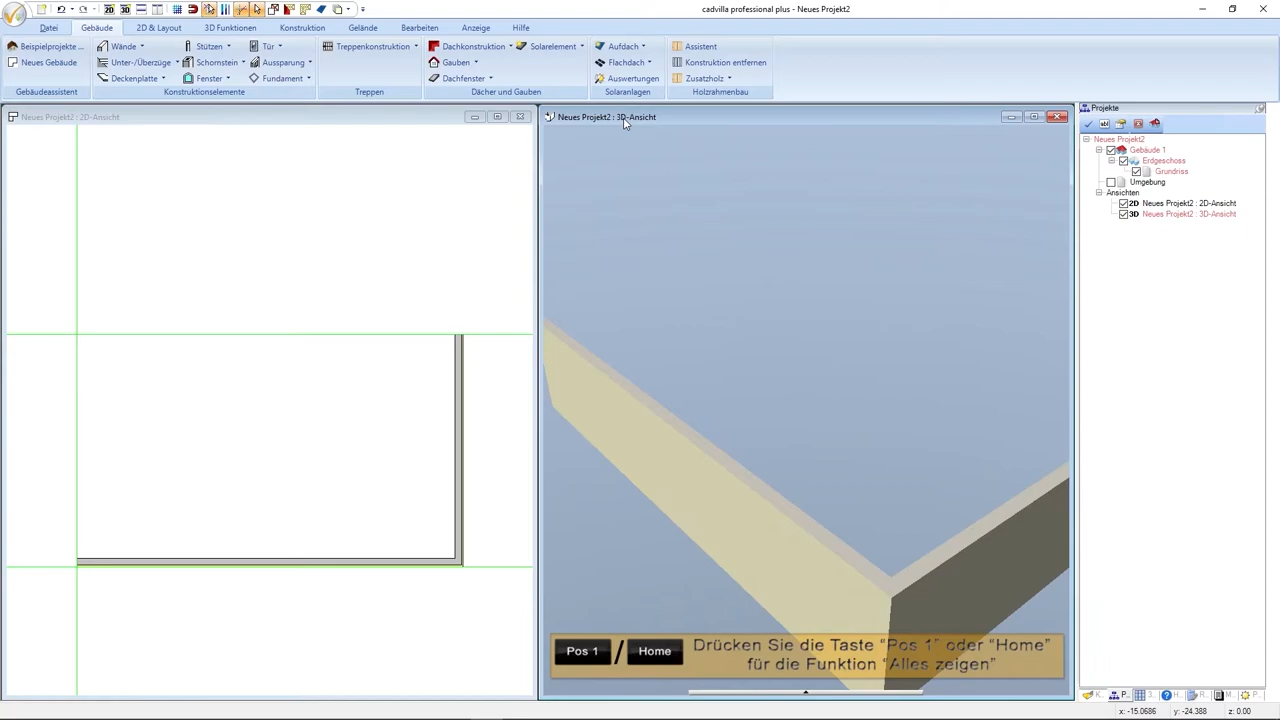 cadvilla professional plus - Neues Projekt2
Datei Gebäude 2D & Layout 3D Funktionen Konstruktion Gelände Bearbeiten Anzeige Hilfe
Beispielprojekte ... Wände Stützen Tür Treppenkonstruktion Dachkonstruktion Solarelement Aufdach Assistent
Neues Gebäude Unter-/Überzüge Schornstein Aussparung Gauben Flachdach Konstruktion entfernen
Deckenplatte Fenster Fundament Dachfenster Auswertungen Zusatzholz
Gebäudeassistent Konstruktionselemente Treppen Dächer und Gauben Solaranlagen Holzrahmenbau
Neues Projekt2 : 2D-Ansicht
Neues Projekt2 : 3D-Ansicht
Projekte
Neues Projekt2
Gebäude 1
Erdgeschoss
Grundriss
Umgebung
Ansichten
2D Neues Projekt2 : 2D-Ansicht
3D Neues Projekt2 : 3D-Ansicht
Pos 1 / Home
Drücken Sie die Taste "Pos 1" oder "Home"
für die Funktion "Alles zeigen"
K... P... 3... H... R... M... P...
x: -15.0686 y: -24.388 z: 0.00